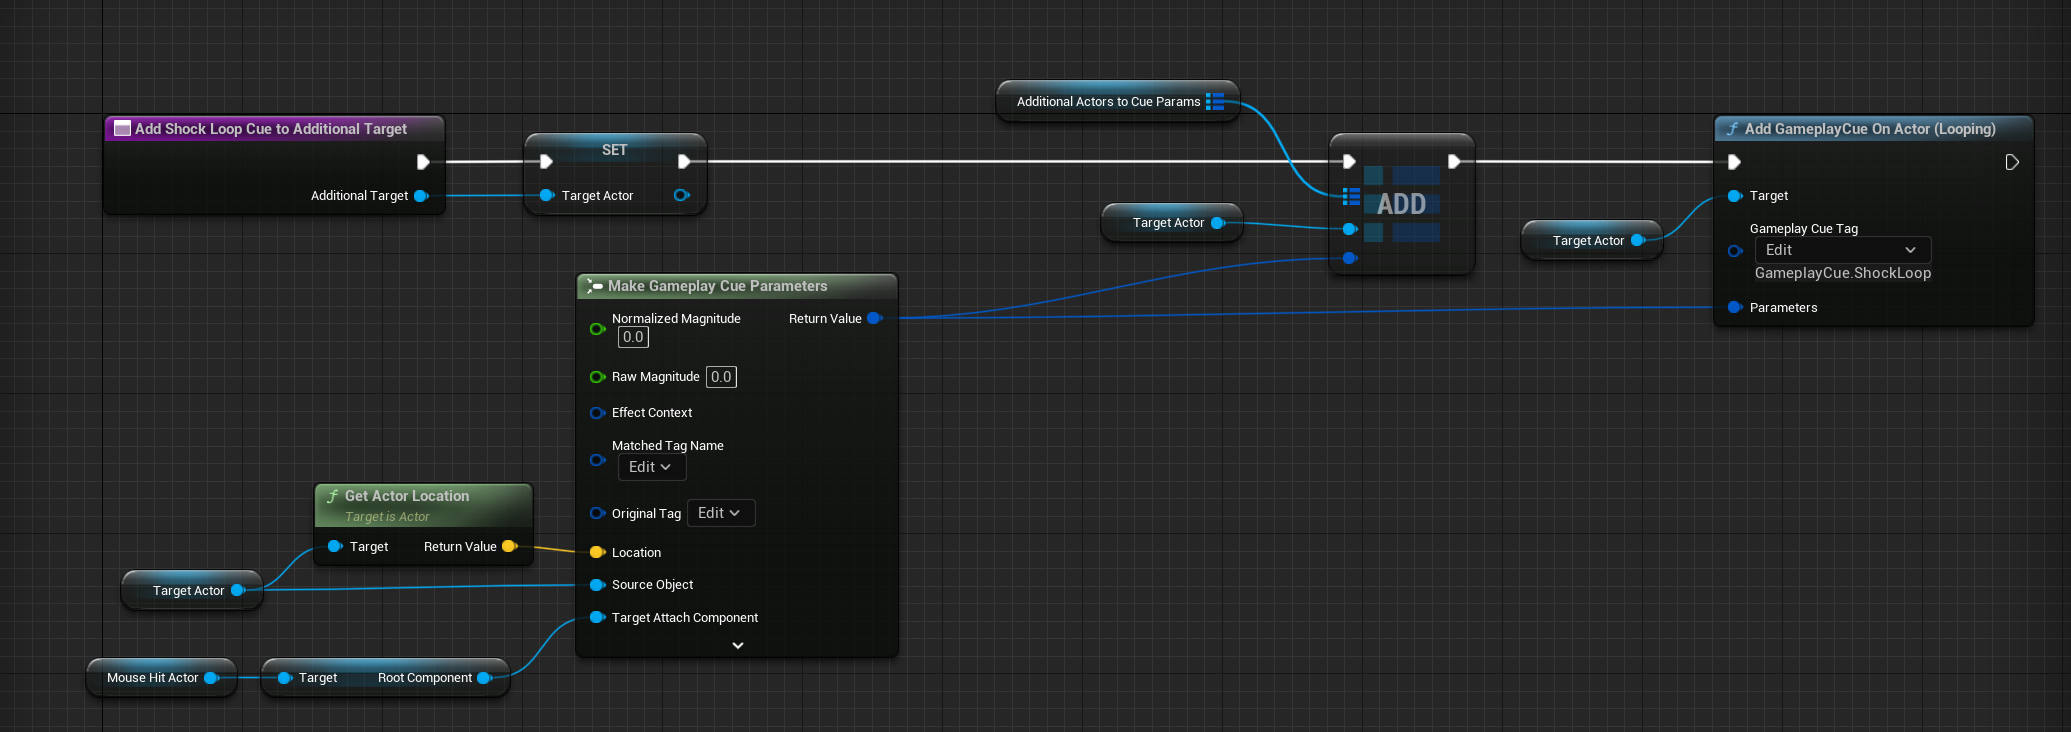 Add Shock Loop Cue to Additional Target
Additional Target
SET
Target Actor
Additional Actors to Cue Params
Target Actor
ADD
Target Actor
Add GameplayCue On Actor (Looping)
Target
Gameplay Cue Tag
Edit
GameplayCue.ShockLoop
Parameters
Make Gameplay Cue Parameters
Normalized Magnitude Return Value
0.0
Raw Magnitude 0.0
Effect Context
Matched Tag Name
Edit
Original Tag Edit
Location
Source Object
Target Attach Component
f Get Actor Location
Target is Actor
Target Return Value
Target Actor
Mouse Hit Actor
Target Root Component